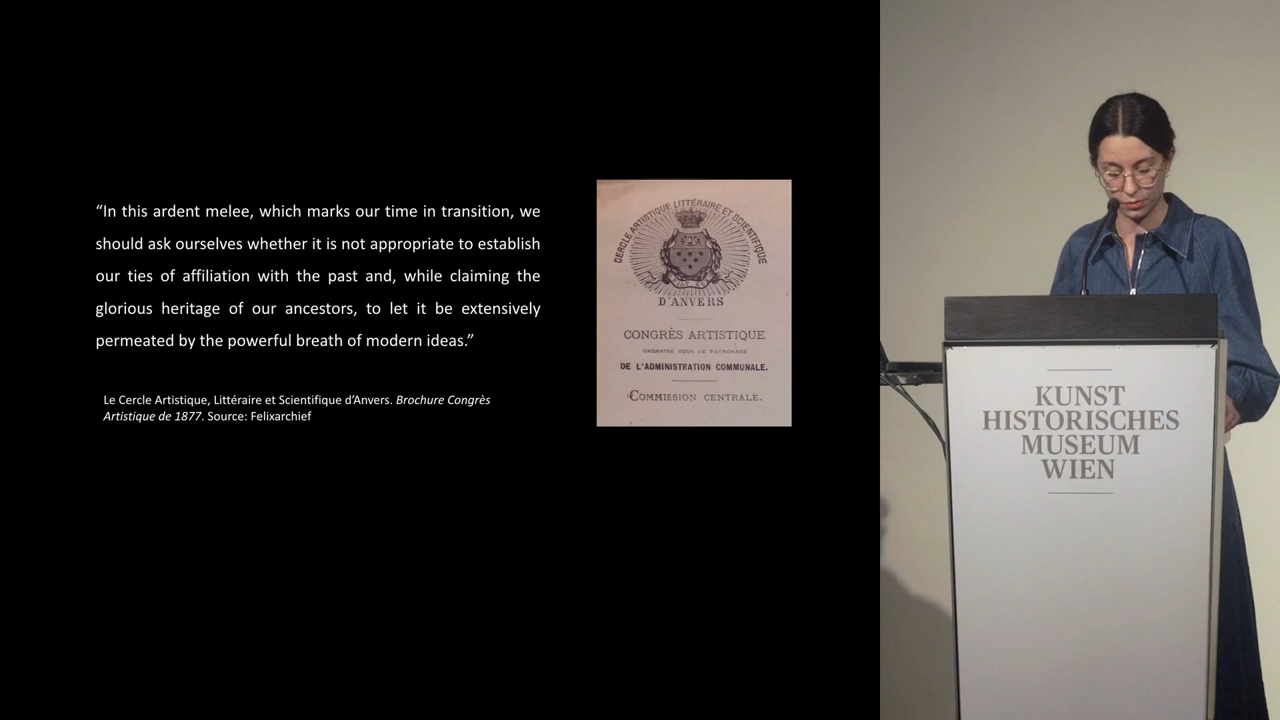 “In this ardent melee, which marks our time in transition, we
should ask ourselves whether it is not appropriate to establish
our ties of affiliation with the past and, while claiming the
glorious heritage of our ancestors, to let it be extensively
permeated by the powerful breath of modern ideas.”
Le Cercle Artistique, Littéraire et Scientifique d’Anvers. Brochure Congrès
Artistique de 1877. Source: Felixarchief
CERCLE ARTISTIQUE LITTÉRAIRE ET SCIENTIFIQUE
D'ANVERS
CONGRÈS ARTISTIQUE
ORGANISÉ SOUS LE PATRONAGE
DE L'ADMINISTRATION COMMUNALE.
COMMISSION CENTRALE.
KUNST
HISTORISCHES
MUSEUM
WIEN